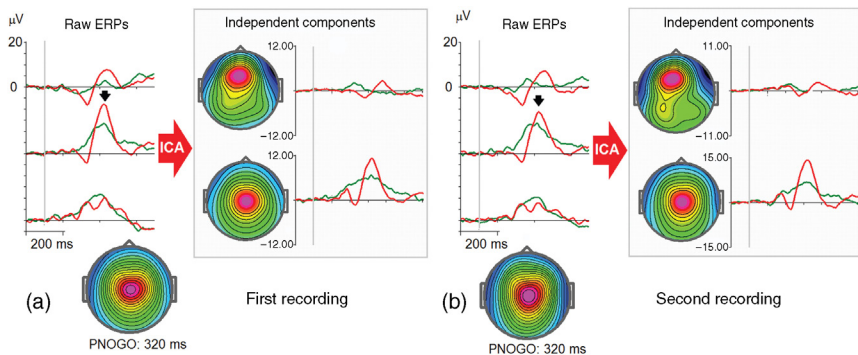 μV
Raw ERPs
20
0
200 ms
ICA
Independent components
12.00
−12.00
12.00
−12.00
(a)
First recording
PNOGO: 320 ms
μV
Raw ERPs
20
0
200 ms
ICA
Independent components
11.00
−11.00
15.00
−15.00
(b)
Second recording
PNOGO: 320 ms